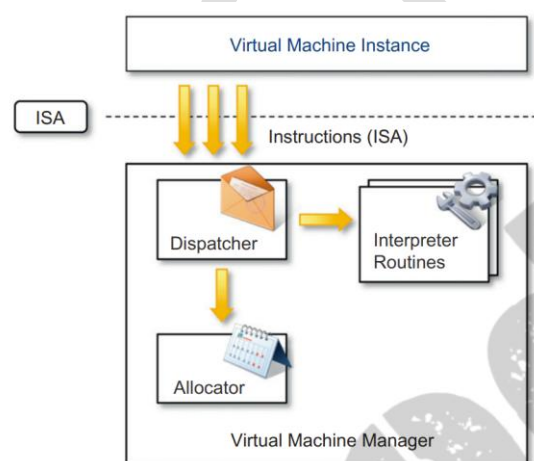 Virtual Machine Instance
ISA
Instructions (ISA)
Dispatcher
Interpreter
Routines
Allocator
Virtual Machine Manager